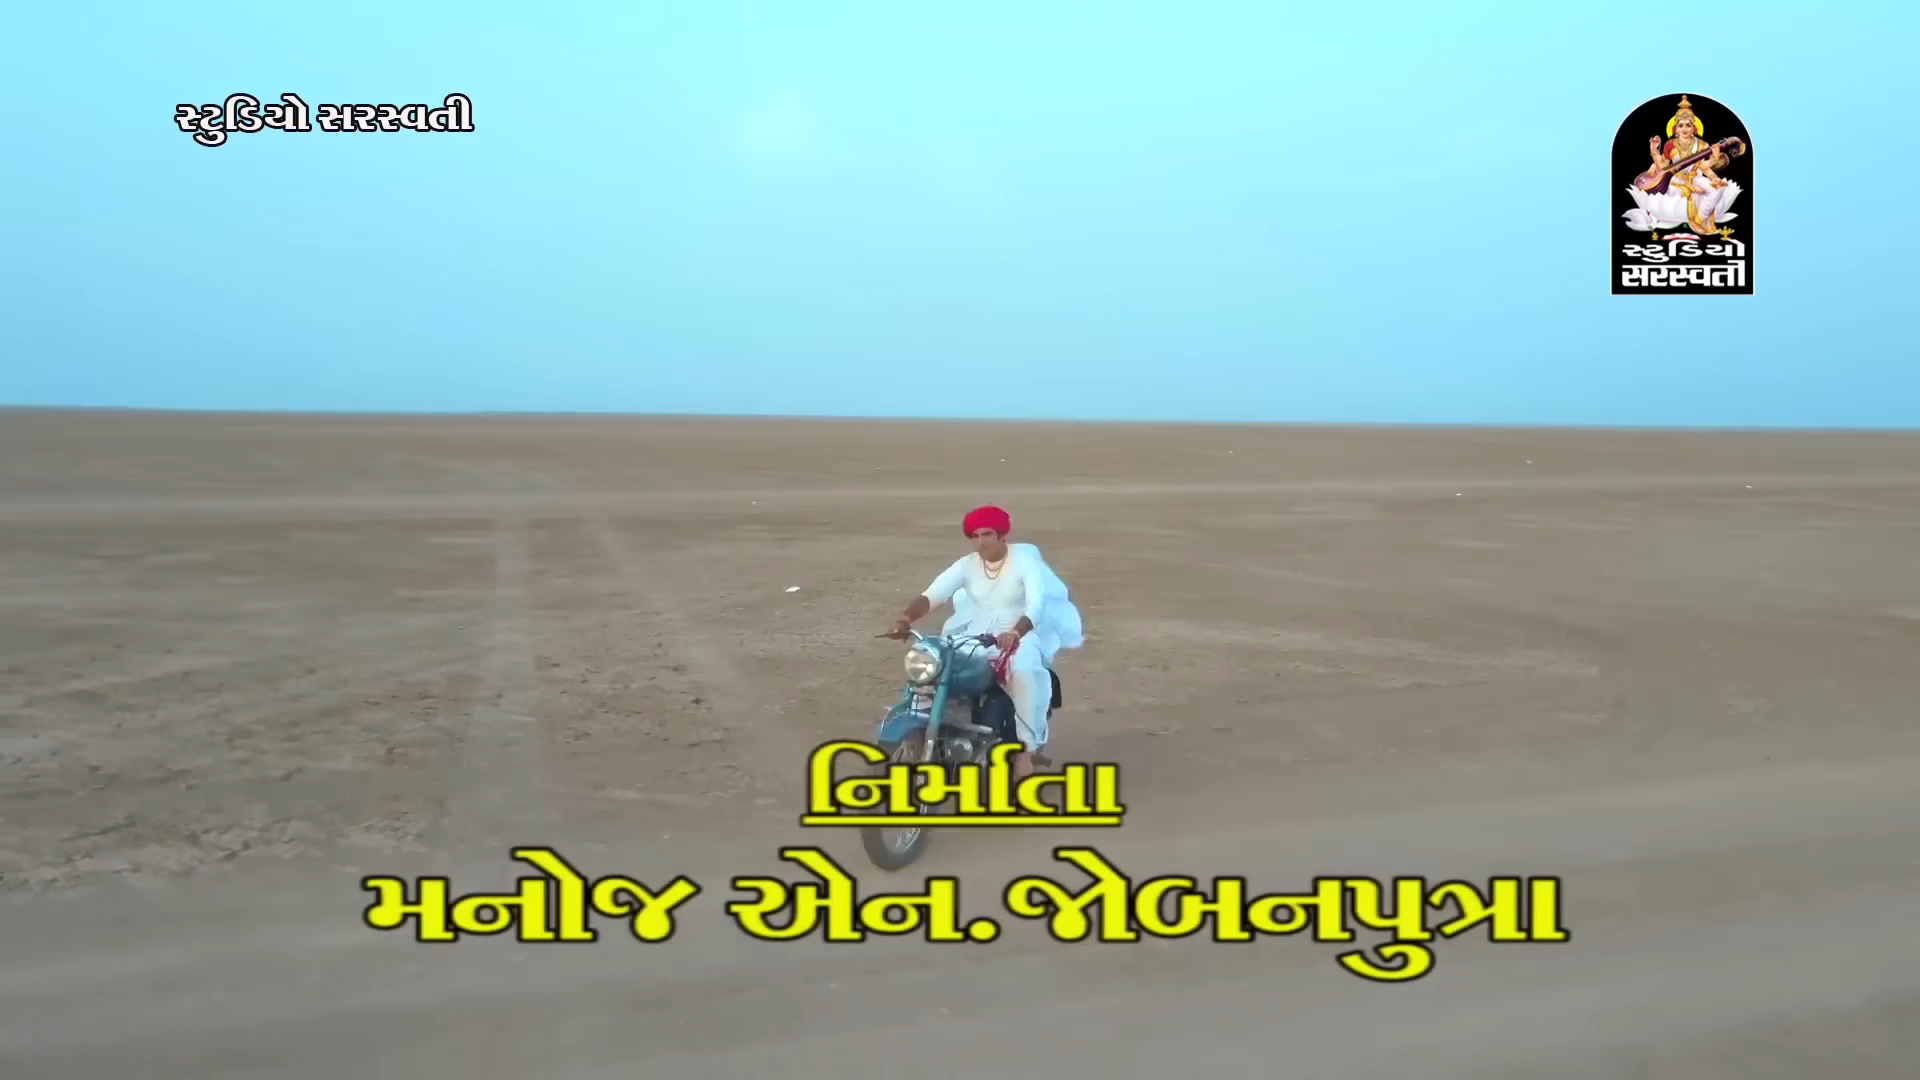 સ્ટુડિયો સરસ્વતી
સ્ટુડિયો
સરસ્વતી
નિર્માતા
મનોજ એન.જોબનપુત્રા